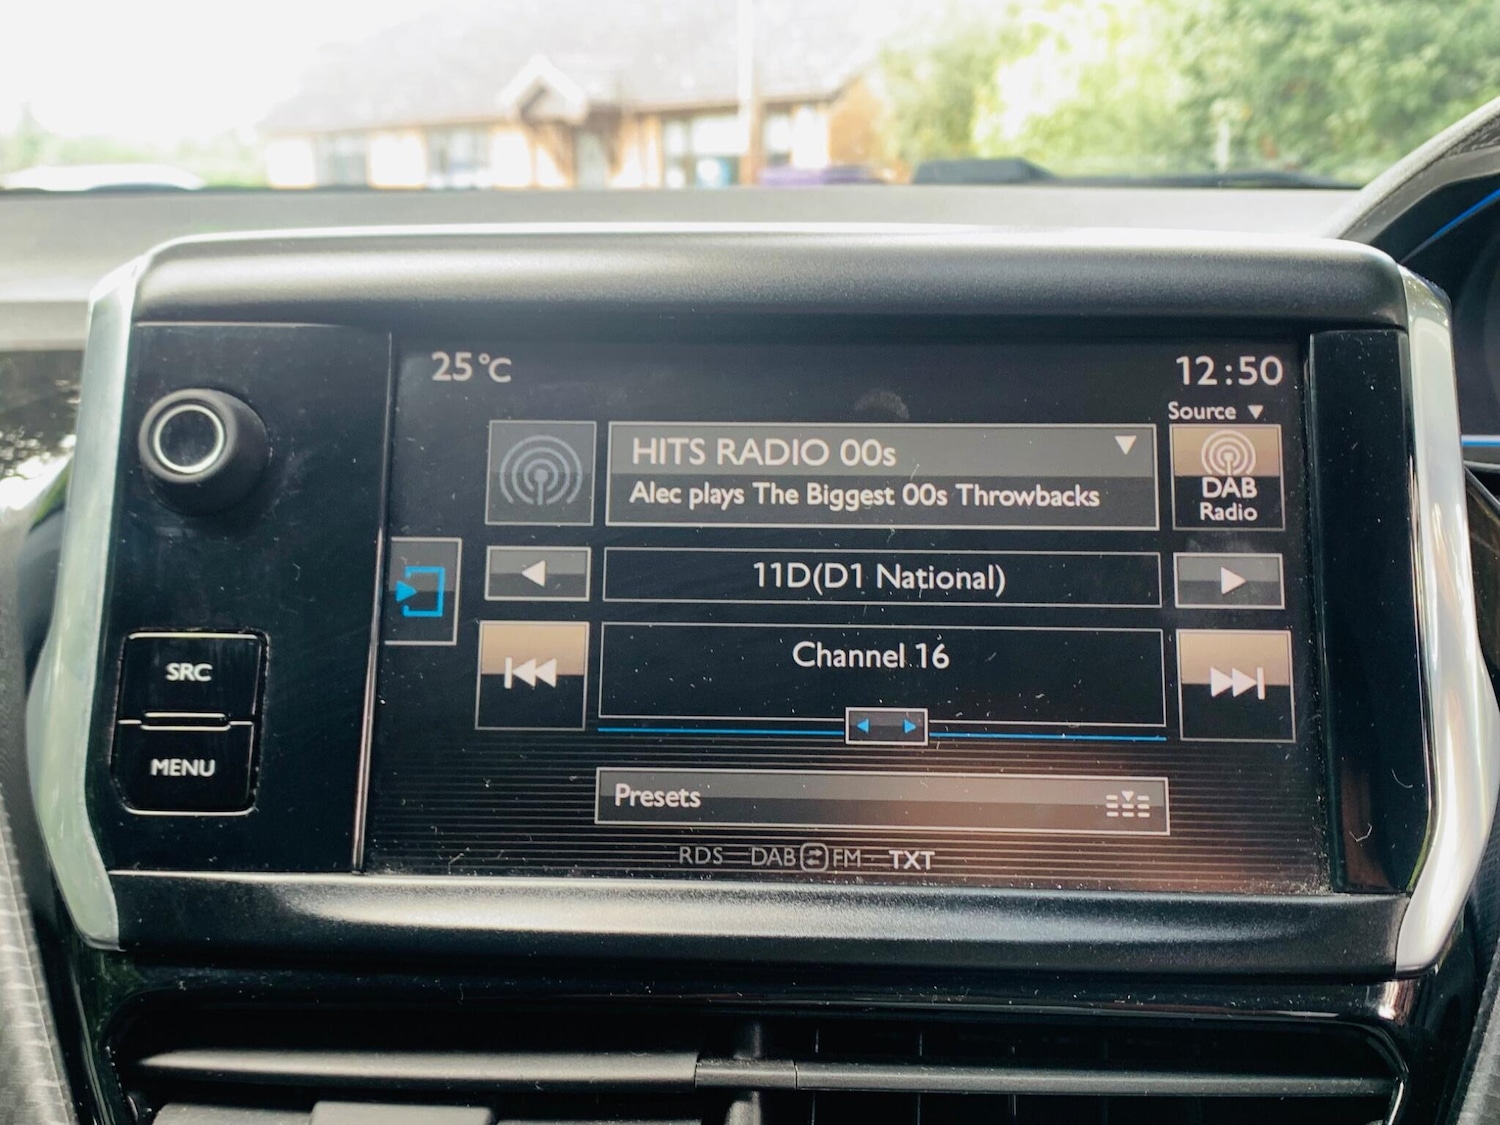 25°C
12:50
Source
HITS RADIO 00s
Alec plays The Biggest 00s Throwbacks
DAB
Radio
11D(D1 National)
SRC
Channel 16
MENU
Presets
RDS DAB FM TXT